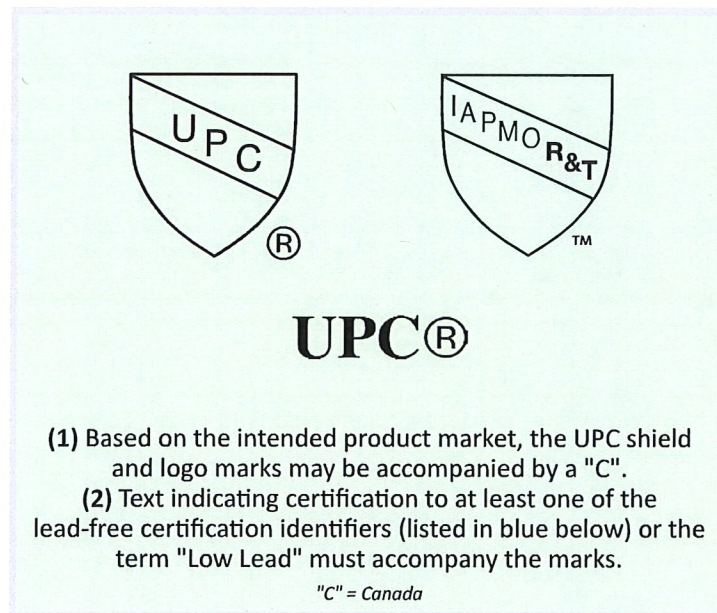 UPC
®
IAPMO R&T
™
UPC®
(1) Based on the intended product market, the UPC shield
and logo marks may be accompanied by a "C".
(2) Text indicating certification to at least one of the
lead-free certification identifiers (listed in blue below) or the
term "Low Lead" must accompany the marks.
"C" = Canada